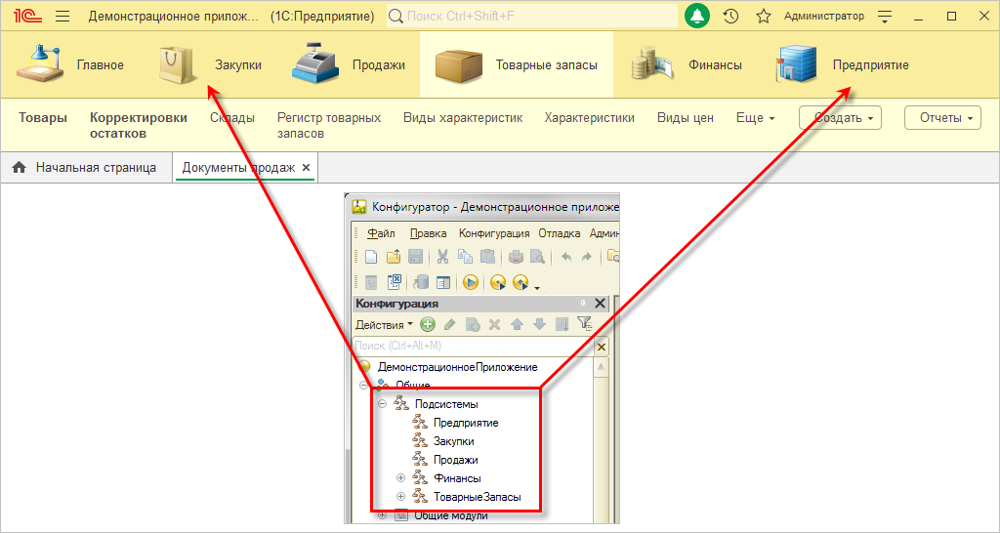 1С Демонстрационное прилож... (1С:Предприятие) Поиск Ctrl+Shift+F Администратор
Главное Закупки Продажи Товарные запасы Финансы Предприятие
Товары Корректировки остатков Склады Регистр товарных запасов Виды характеристик Характеристики Виды цен Еще Создать Отчеты
Начальная страница Документы продаж
Конфигуратор - Демонстрационное приложе
Файл Правка Конфигурация Отладка Админ
Конфигурация
Действия
Поиск (Ctrl+Alt+M)
ДемонстрационноеПриложение
Общие
Подсистемы
Предприятие
Закупки
Продажи
Финансы
ТоварныеЗапасы
Общие модули